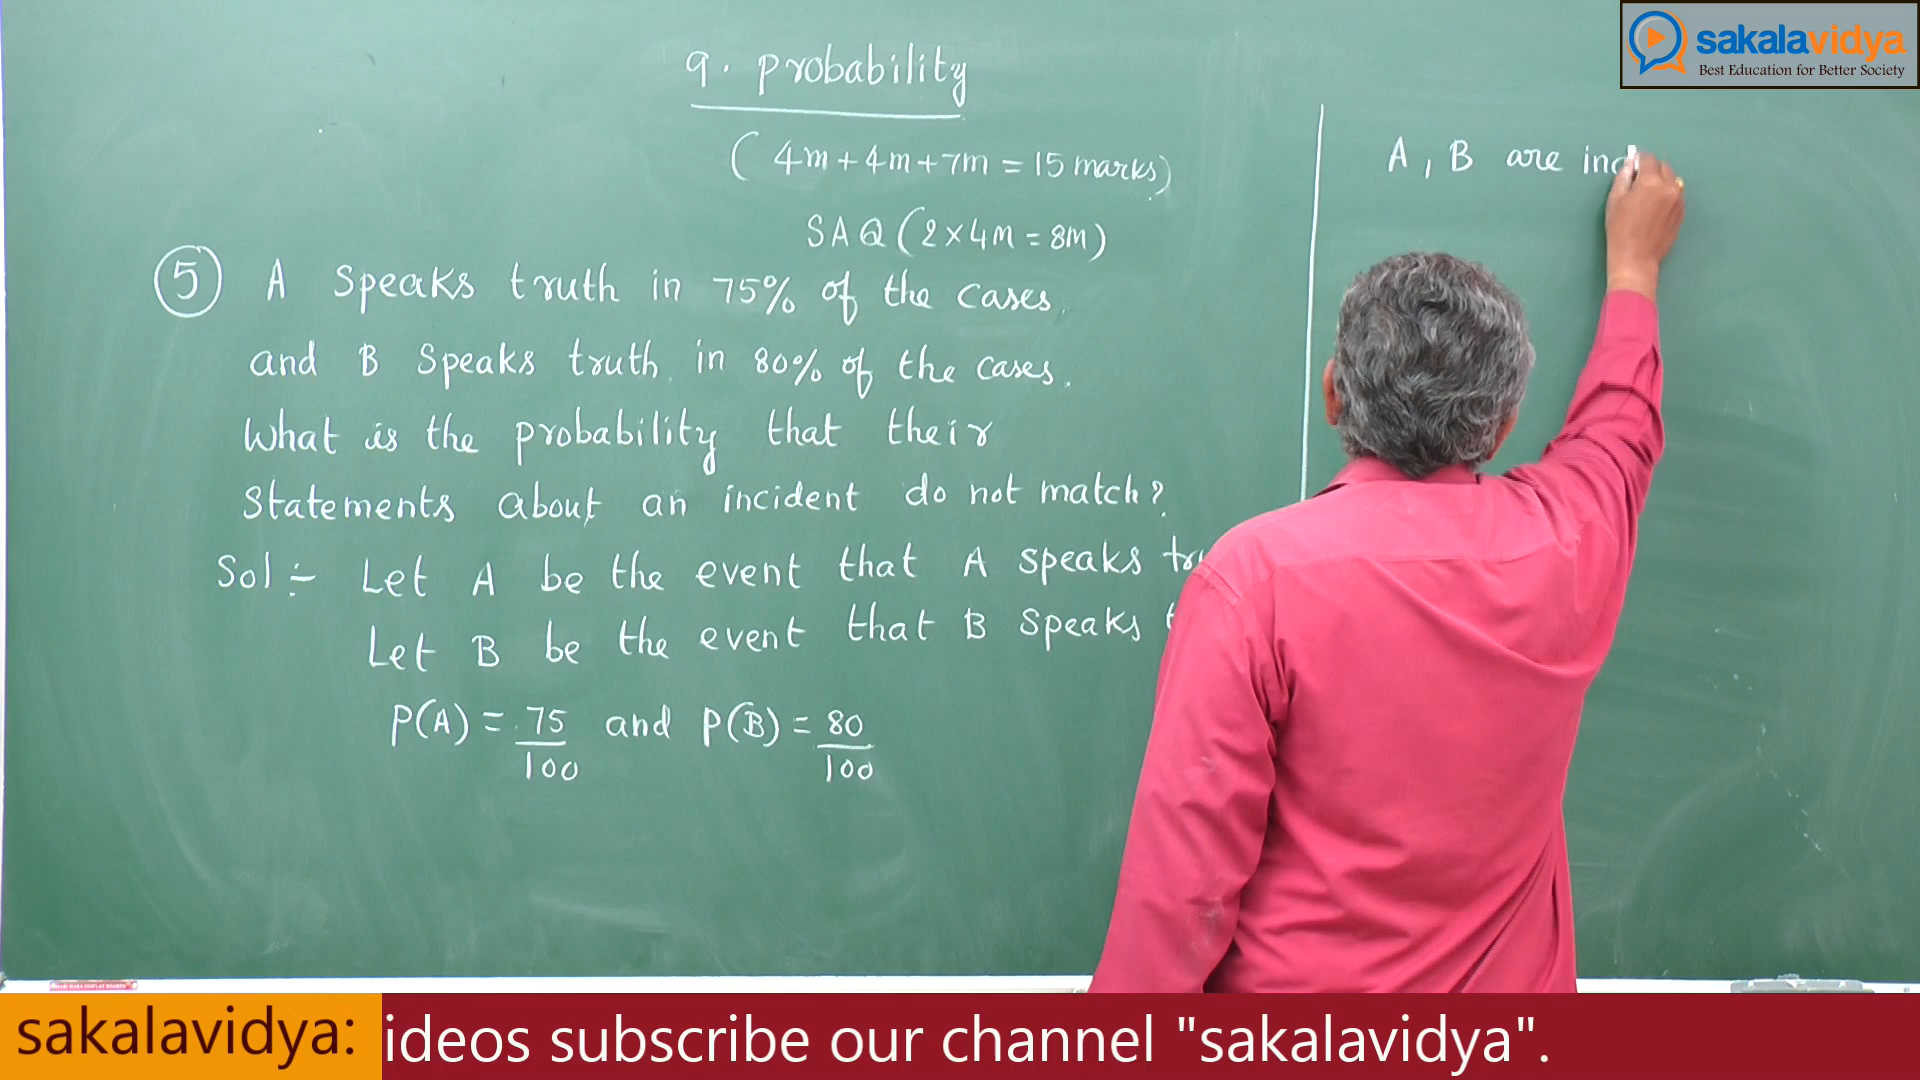 9. probability
(4m+4m+7m = 15 marks)
SAQ (2×4m = 8m)
5 A Speaks truth in 75% of the cases
and B Speaks truth in 80% of the cases.
What is the probability that their
Statements about an incident do not match?
Sol :- Let A be the event that A speaks
Let B be the event that B Speaks
P(A) = 75/100 and P(B) = 80/100
A, B are
sakalavidya
Best Education for Better Society
sakalavidya:
ideos subscribe our channel "sakalavidya".